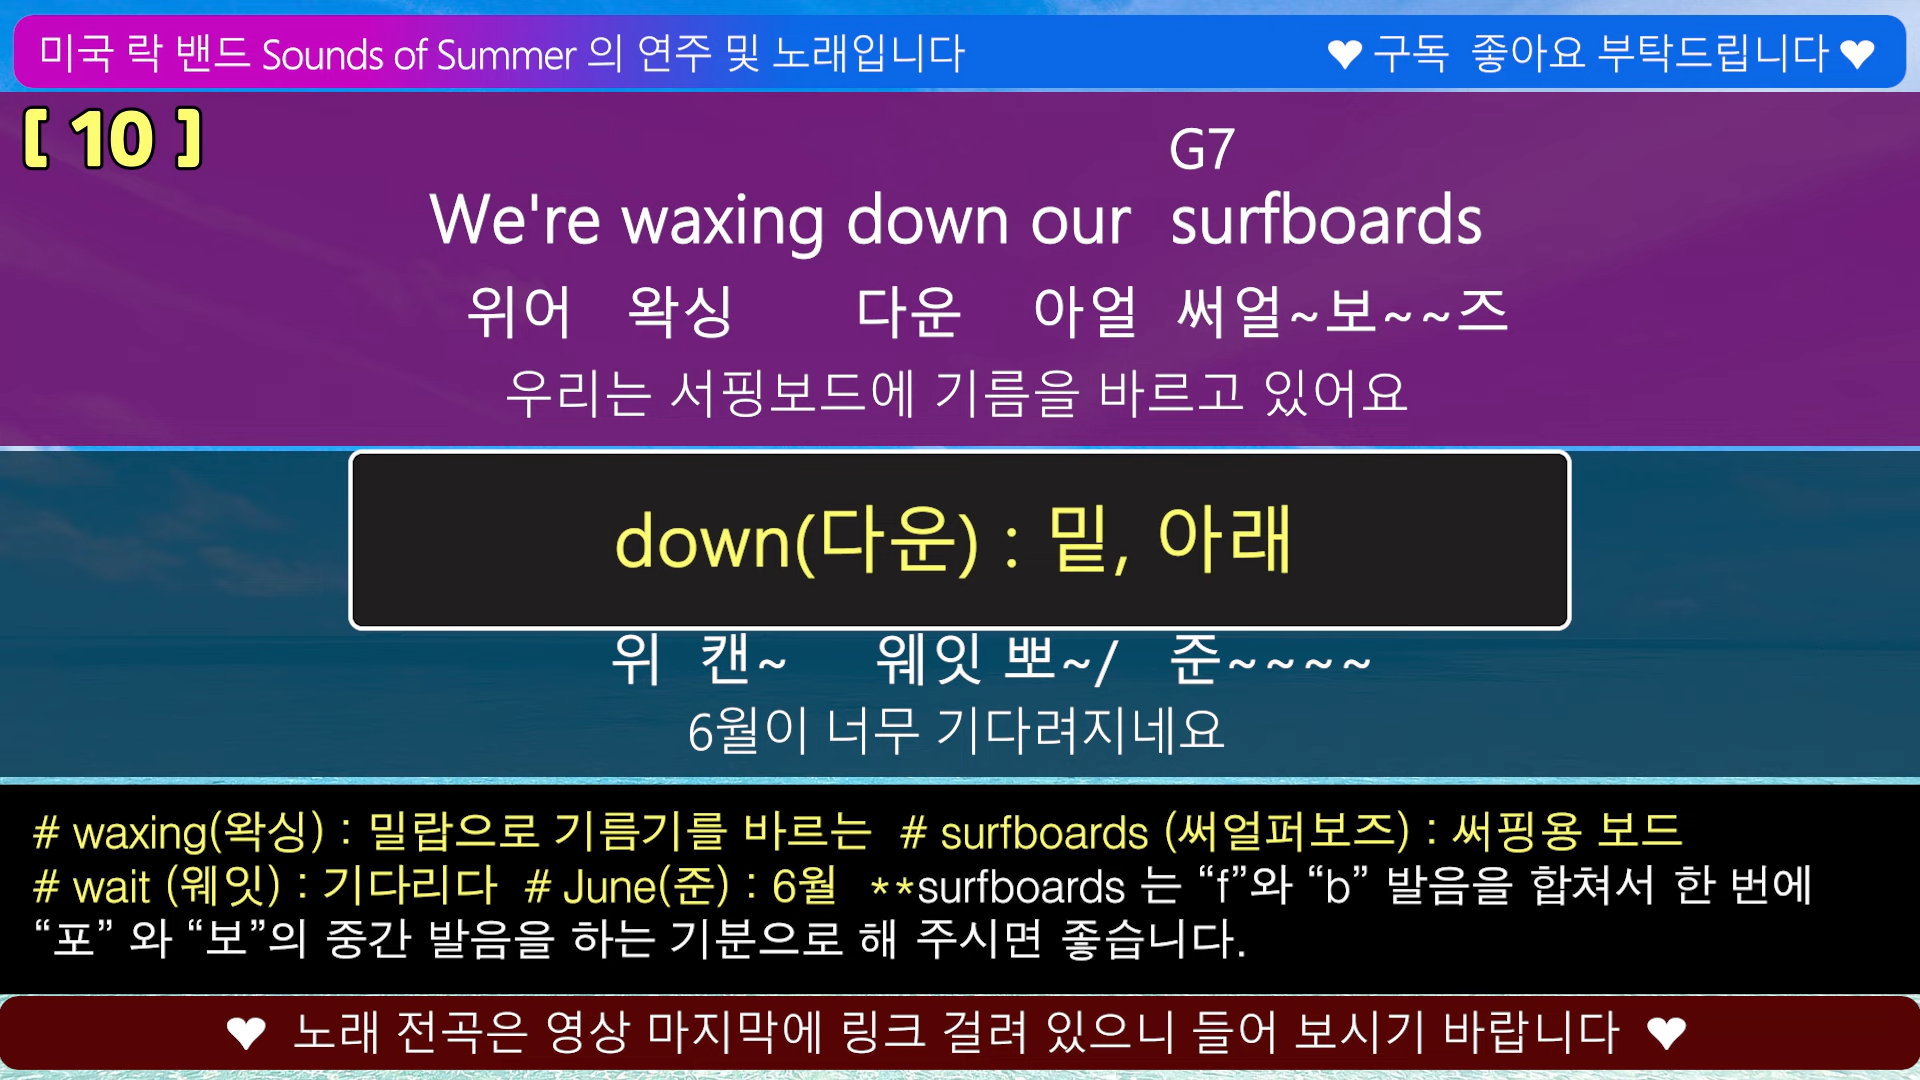 미국 락 밴드 Sounds of Summer 의 연주 및 노래입니다
♥ 구독 좋아요 부탁드립니다 ♥
[ 10 ]
G7
We're waxing down our surfboards
위어 왁싱 다운 아얼 써얼~보~~즈
우리는 서핑보드에 기름을 바르고 있어요
down(다운) : 밑, 아래
위 캔~ 웨잇 뽀~/ 준~~~~
6월이 너무 기다려지네요
# waxing(왁싱) : 밀랍으로 기름기를 바르는 # surfboards (써얼퍼보즈) : 써핑용 보드
# wait (웨잇) : 기다리다 # June(준) : 6월 **surfboards 는 “f”와 “b” 발음을 합쳐서 한 번에
“포” 와 “보”의 중간 발음을 하는 기분으로 해 주시면 좋습니다.
♥ 노래 전곡은 영상 마지막에 링크 걸려 있으니 들어 보시기 바랍니다 ♥